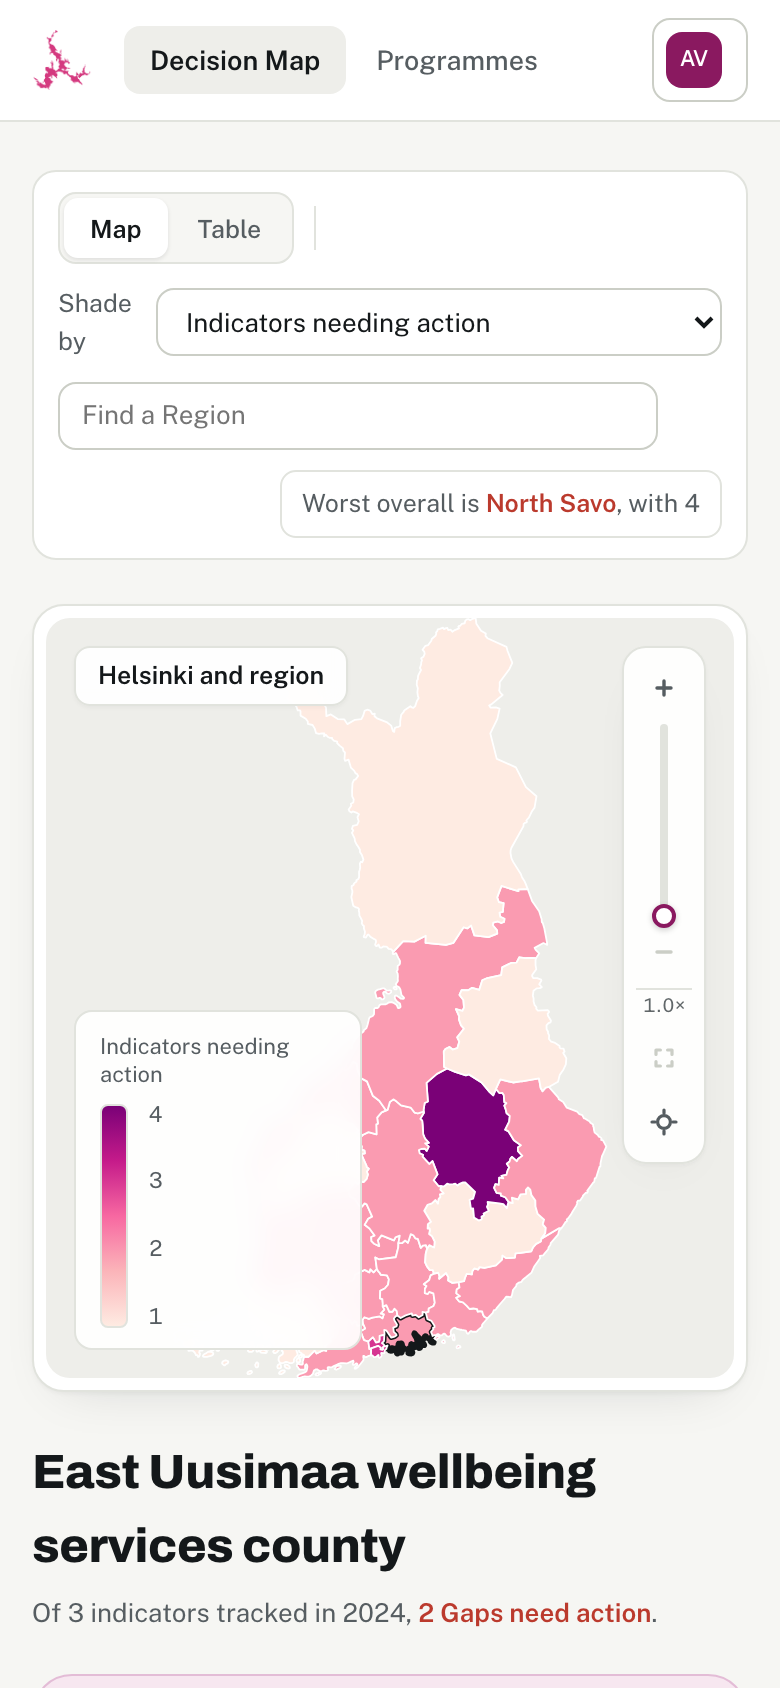 Decision Map
Programmes
AV
Map
Table
Shade
by
Indicators needing action
Find a Region
Worst overall is North Savo, with 4
Helsinki and region
+
−
1.0×
Indicators needing
action
4
3
2
1
East Uusimaa wellbeing
services county
Of 3 indicators tracked in 2024, 2 Gaps need action.